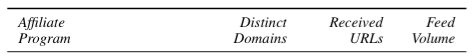 Affiliate Distinct Received Feed
Program Domains URLs Volume